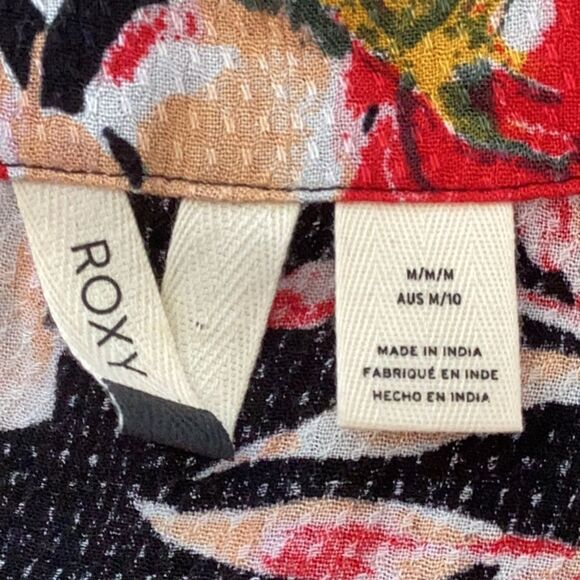 ROXY
M/M/M
AUS M/10
MADE IN INDIA
FABRIQUÉ EN INDE
HECHO EN INDIA